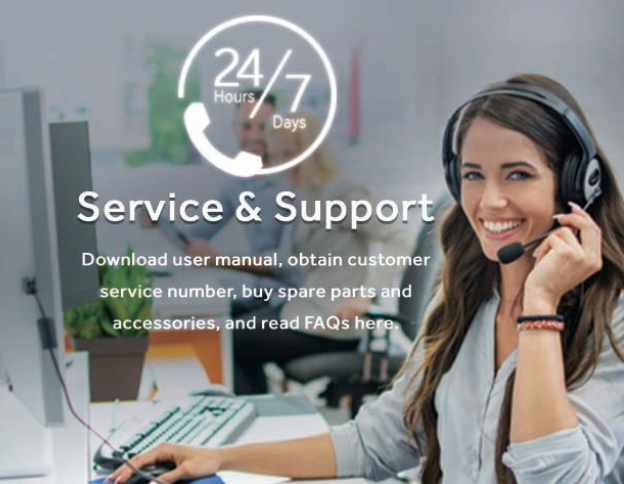 24/7
Hours
Days
Service & Support
Download user manual, obtain customer
service number, buy spare parts and
accessories, and read FAQs here.